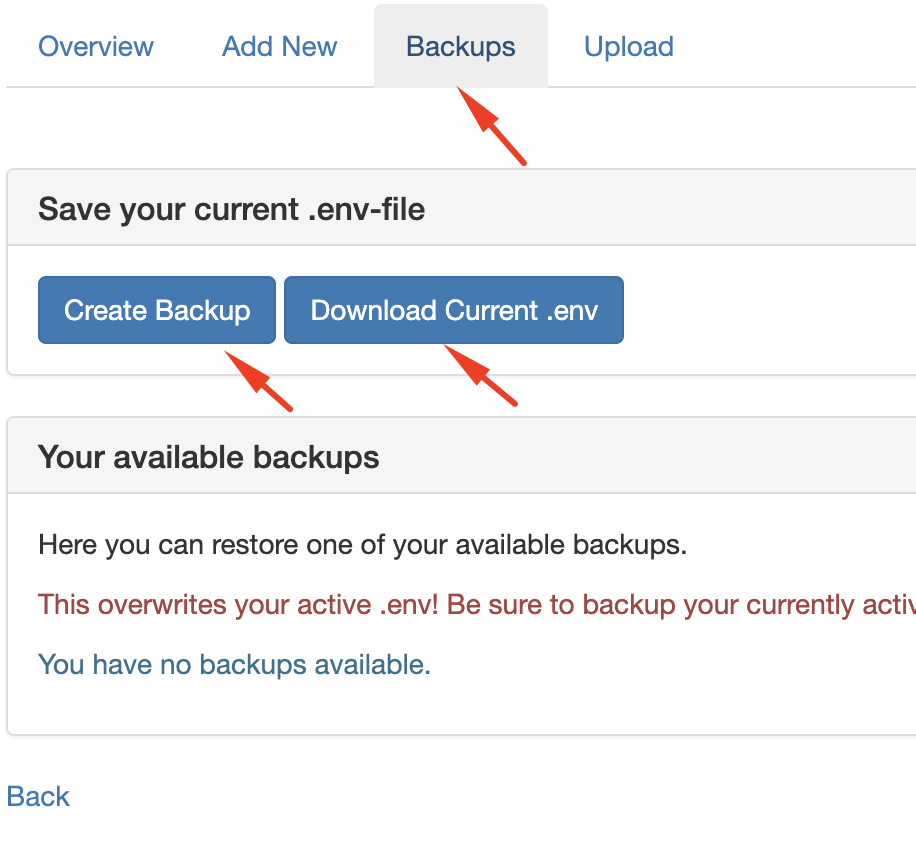 Overview Add New Backups Upload
Save your current .env-file
Create Backup Download Current .env
Your available backups
Here you can restore one of your available backups.
This overwrites your active .env! Be sure to backup your currently
You have no backups available.
Back